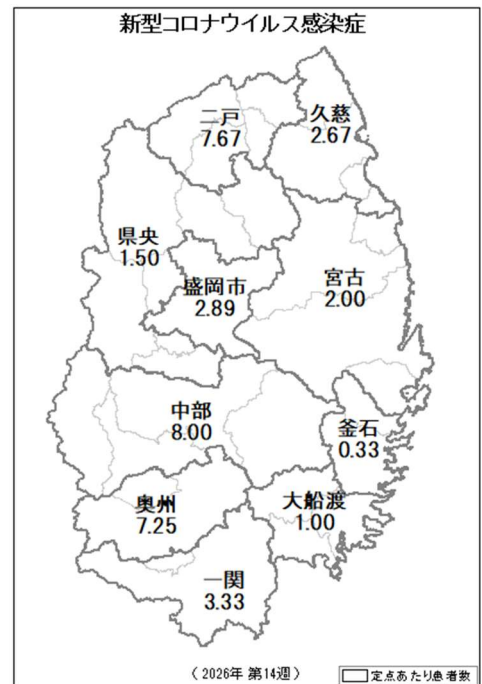 新型コロナウイルス感染症
二戸
7.67
久慈
2.67
県央
1.50
盛岡市
2.89
宮古
2.00
中部
8.00
釜石
0.33
奥州
7.25
大船渡
1.00
一関
3.33
（2026年 第14週）
定点あたり患者数